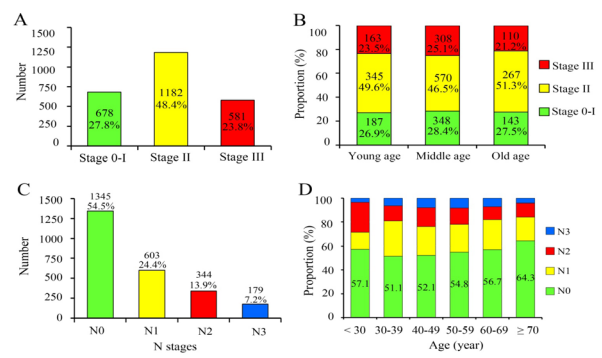 A
Number
1500
1250
1000
750
500
250
0
678
27.8%
1182
48.4%
581
23.8%
Stage 0-I Stage II Stage III
B
Proportion (%)
100
80
60
40
20
0
163 308 110
23.5% 25.1% 21.2%
345 570 267
49.6% 46.5% 51.3%
187 348 143
26.9% 28.4% 27.5%
Young age Middle age Old age
Stage III
Stage II
Stage 0-I
C
Number
1500
1250
1000
750
500
250
0
1345
54.5%
603
24.4%
344
13.9%
179
7.2%
N0 N1 N2 N3
N stages
D
Proportion (%)
100
80
60
40
20
0
57.1 51.1 52.1 54.8 56.7 64.3
< 30 30-39 40-49 50-59 60-69 ≥ 70
Age (year)
N3
N2
N1
N0